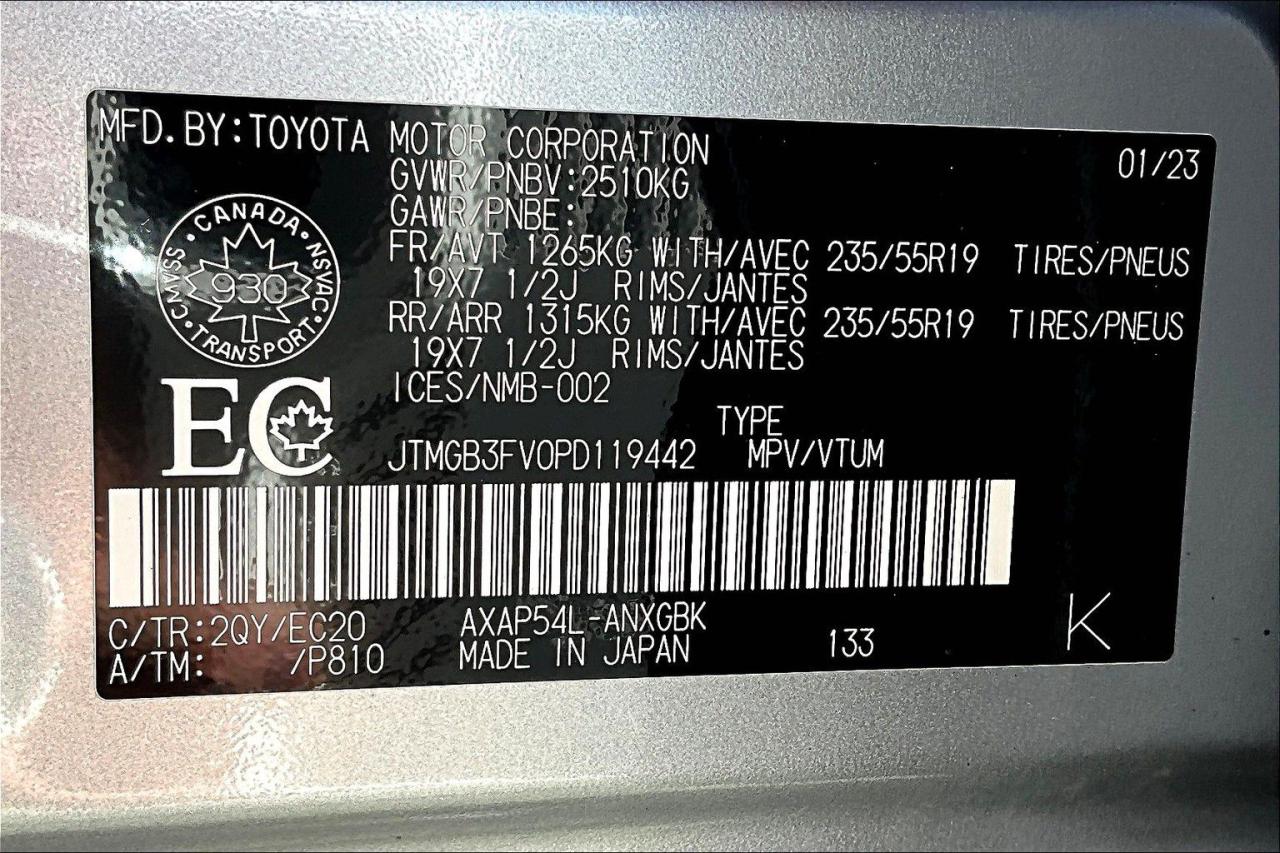 MFD.BY:TOYOTA MOTOR CORPORATION 01/23
GVWR/PNBV:2510KG
GAWR/PNBE:
FR/AVT 1265KG WITH/AVEC 235/55R19 TIRES/PNEUS
19X7 1/2J RIMS/JANTES
RR/ARR 1315KG WITH/AVEC 235/55R19 TIRES/PNEUS
19X7 1/2J RIMS/JANTES
ICES/NMB-002
CANADA
CMVSS 930 NSVAC
TRANSPORT
EC
TYPE
JTMGB3FV0PD119442 MPV/VTUM
C/TR:2QY/EC20 AXAP54L-ANXGBK
A/TM: /P810 MADE IN JAPAN 133 K